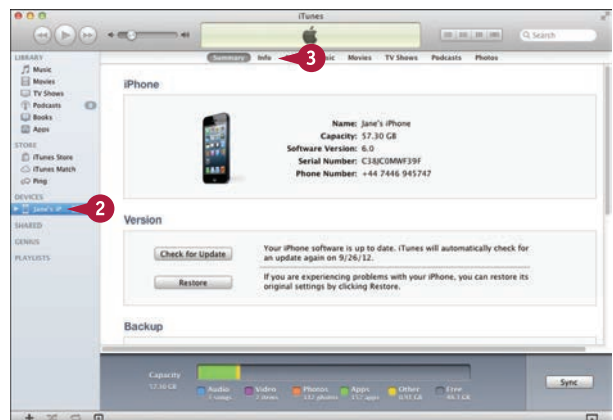 iTunes
Search
LIBRARY
Music
Movies
TV Shows
Podcasts
Books
Apps
STORE
iTunes Store
iTunes Match
Ping
DEVICES
Jane's iP
SHARED
GENIUS
PLAYLISTS
2
Summary Info 3 Movies TV Shows Podcasts Photos
iPhone
Name: Jane's iPhone
Capacity: 57.30 GB
Software Version: 6.0
Serial Number: C38JC0MWF39F
Phone Number: +44 7446 945747
Version
Check for Update
Your iPhone software is up to date. iTunes will automatically check for
an update again on 9/26/12.
Restore
If you are experiencing problems with your iPhone, you can restore its
original settings by clicking Restore.
Backup
Capacity
57.30 GB
Audio Video Photos Apps Other Free
Sync